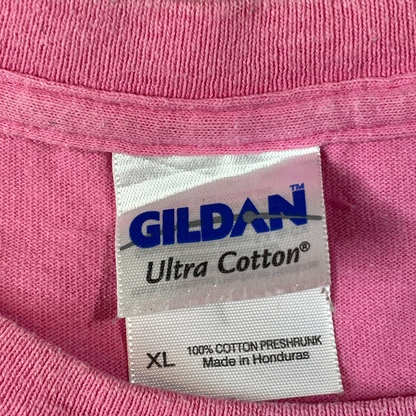 GILDAN™
Ultra Cotton®
XL 100% COTTON PRESHRUNK
Made in Honduras